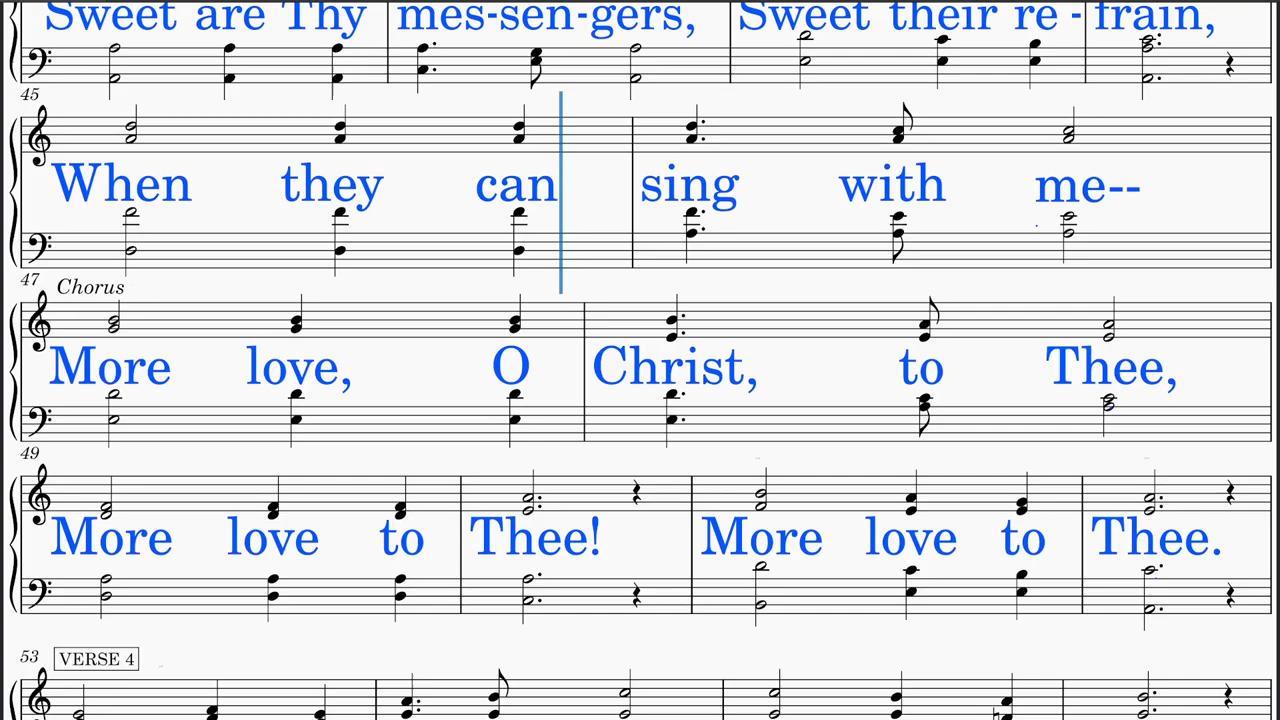 Sweet are Thy mes-sen-gers, Sweet their re - frain,
45
When they can sing with me--
47 Chorus
More love, O Christ, to Thee,
49
More love to Thee! More love to Thee.
53 VERSE 4